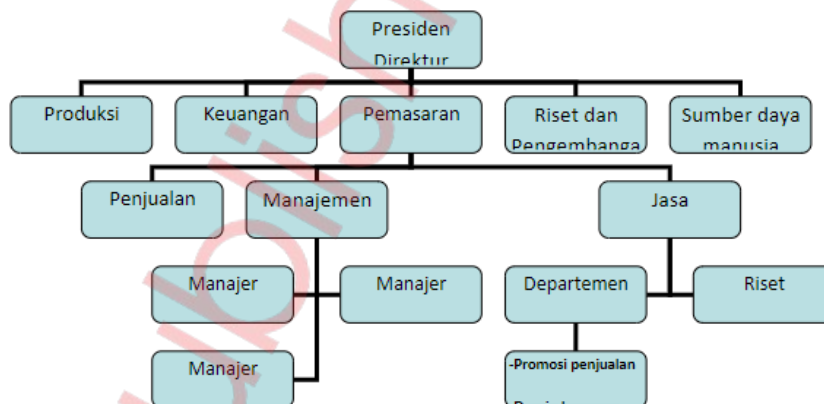 Presiden
Direktur
Produksi
Keuangan
Pemasaran
Riset dan
Pengembanga
Sumber daya
manusia
Penjualan
Manajemen
Jasa
Manajer
Manajer
Departemen
Riset
Manajer
-Promosi penjualan